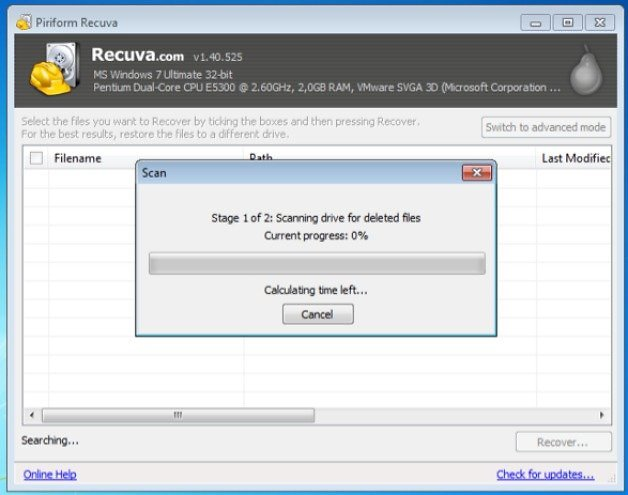 Piriform Recuva
Recuva.com v1.40.525
MS Windows 7 Ultimate 32-bit
Pentium Dual-Core CPU E5300 @ 2.60GHz, 2,0GB RAM, VMware SVGA 3D (Microsoft Corporation ...
Select the files you want to Recover by ticking the boxes and then pressing Recover.
For the best results, restore the files to a different drive.
Switch to advanced mode
Filename Path Last Modified
Scan
Stage 1 of 2: Scanning drive for deleted files
Current progress: 0%
Calculating time left...
Cancel
Searching...
Recover...
Online Help
Check for updates...